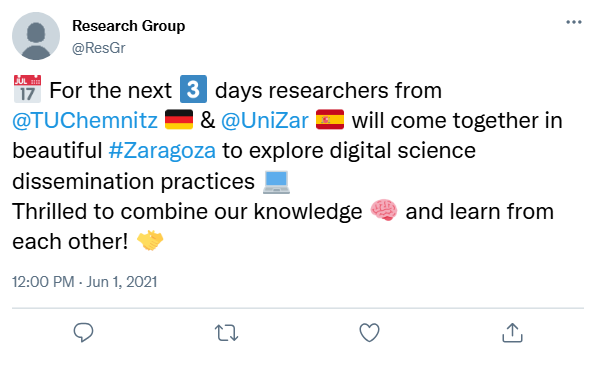 Research Group
@ResGr
📅 For the next 3️⃣ days researchers from
@TUChemnitz 🇩🇪 & @UniZar 🇪🇸 will come together in
beautiful #Zaragoza to explore digital science
dissemination practices 💻
Thrilled to combine our knowledge 🧠 and learn from
each other! 🤝
12:00 PM · Jun 1, 2021